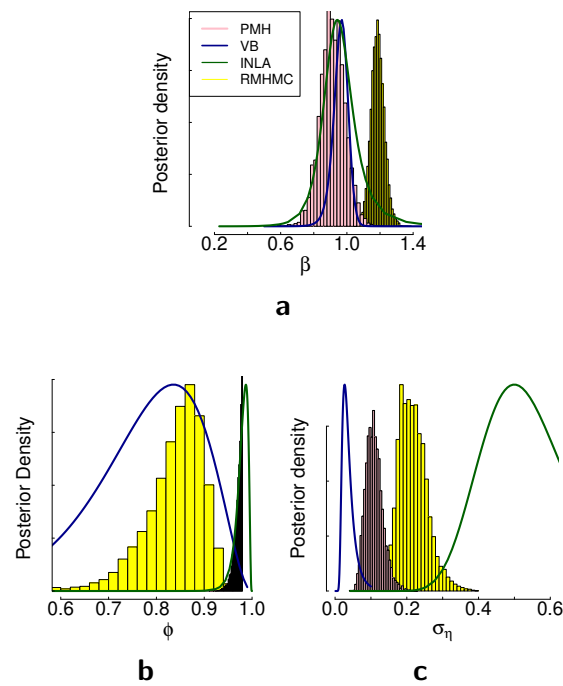 PMH
VB
INLA
RMHMC
Posterior density
0.2 0.6 1.0 1.4
β
a
Posterior Density
0.6 0.7 0.8 0.9 1.0
ϕ
b
Posterior density
0.0 0.2 0.4 0.6
σ_η
c